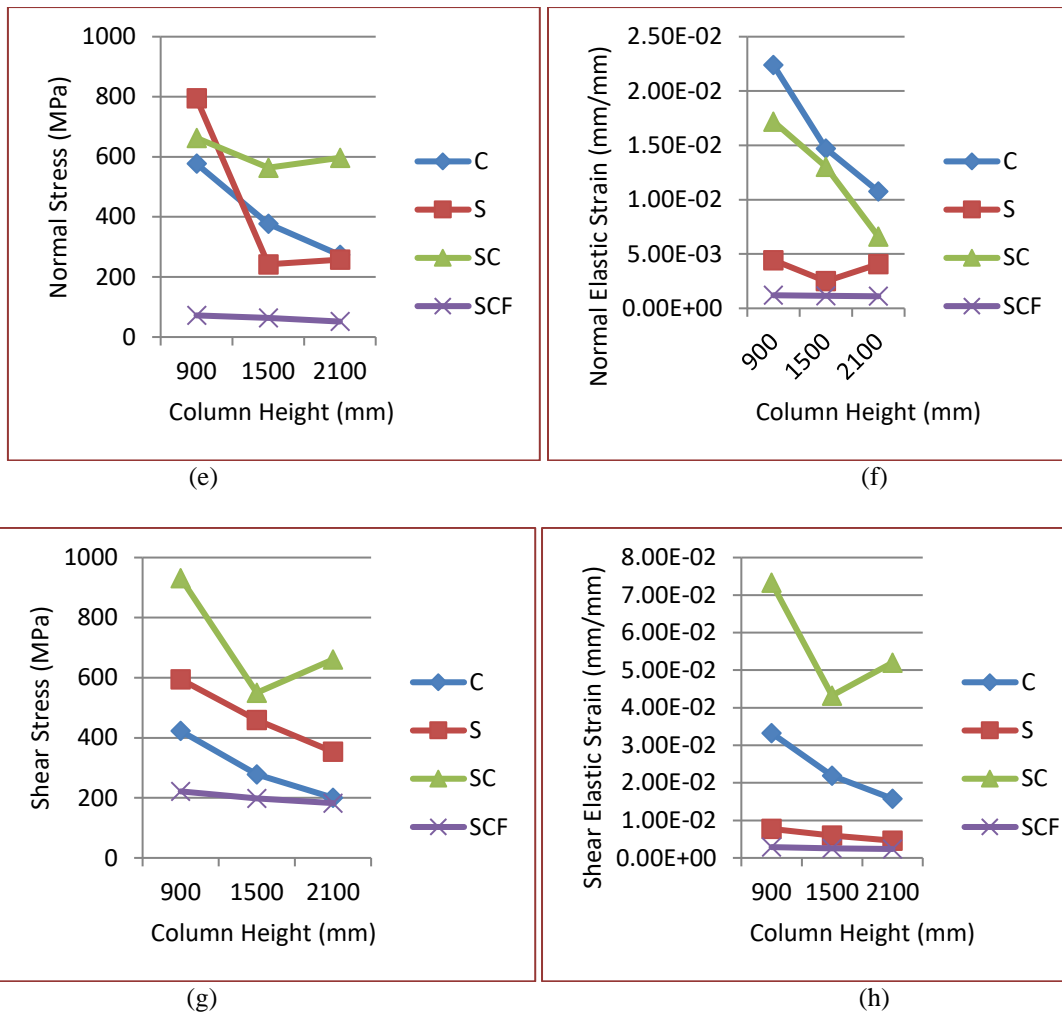 1000
800
600
400
200
0
Normal Stress (MPa)
900 1500 2100
Column Height (mm)
C
S
SC
SCF
(e)
2.50E-02
2.00E-02
1.50E-02
1.00E-02
5.00E-03
0.00E+00
Normal Elastic Strain (mm/mm)
900 1500 2100
Column Height (mm)
C
S
SC
SCF
(f)
1000
800
600
400
200
0
Shear Stress (MPa)
900 1500 2100
Column Height (mm)
C
S
SC
SCF
(g)
8.00E-02
7.00E-02
6.00E-02
5.00E-02
4.00E-02
3.00E-02
2.00E-02
1.00E-02
0.00E+00
Shear Elastic Strain (mm/mm)
900 1500 2100
Column Height (mm)
C
S
SC
SCF
(h)